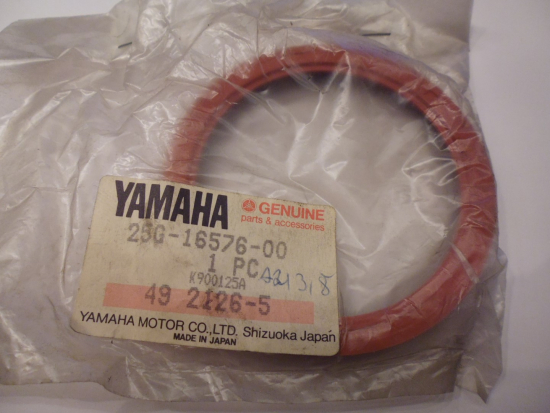 YAMAHA GENUINE
parts & accessories
25G-16576-00
1 PC
K900125A
49 2126-5
YAMAHA MOTOR CO., LTD. Shizuoka Japan
MADE IN JAPAN